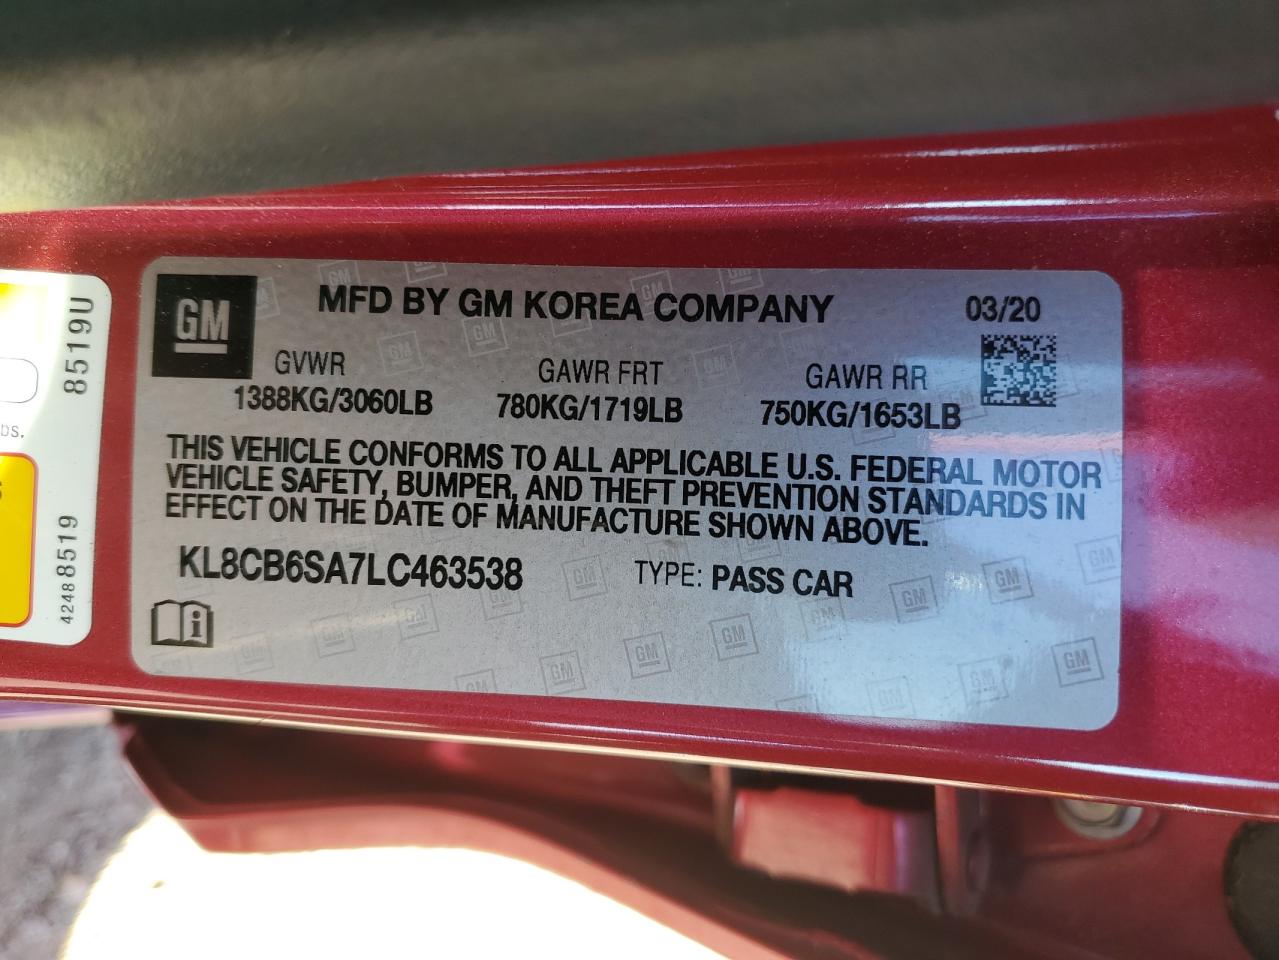 GM
MFD BY GM KOREA COMPANY 03/20
GVWR GAWR FRT GAWR RR
1388KG/3060LB 780KG/1719LB 750KG/1653LB
THIS VEHICLE CONFORMS TO ALL APPLICABLE U.S. FEDERAL MOTOR
VEHICLE SAFETY, BUMPER, AND THEFT PREVENTION STANDARDS IN
EFFECT ON THE DATE OF MANUFACTURE SHOWN ABOVE.
KL8CB6SA7LC463538 TYPE: PASS CAR
8519U
42488519